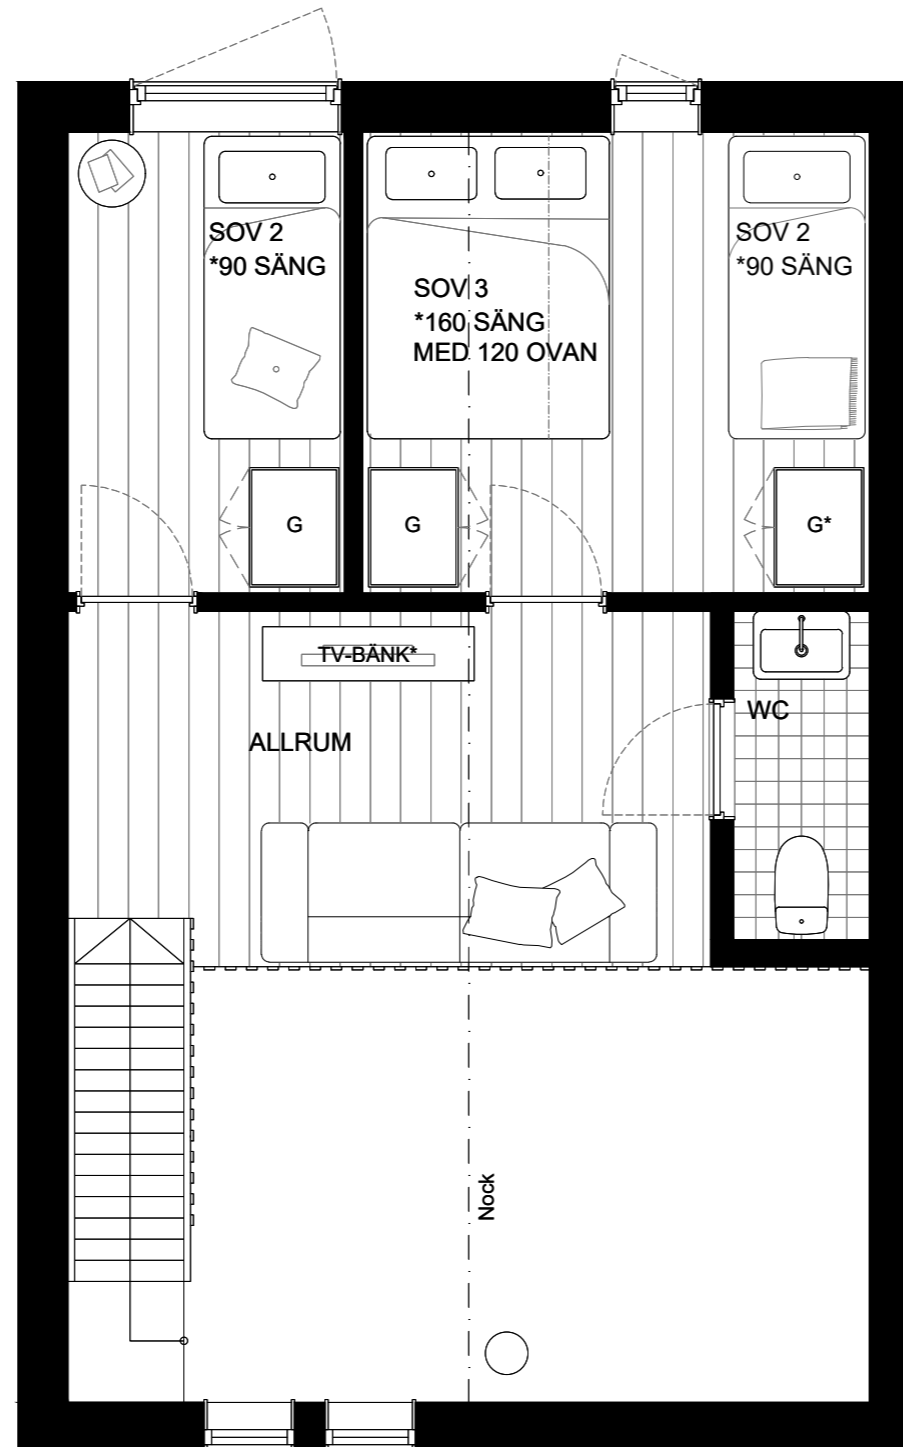 SOV 2
*90 SÄNG
SOV 3
*160 SÄNG
MED 120 OVAN
SOV 2
*90 SÄNG
G
G
G*
TV-BÄNK*
WC
ALLRUM
Nock